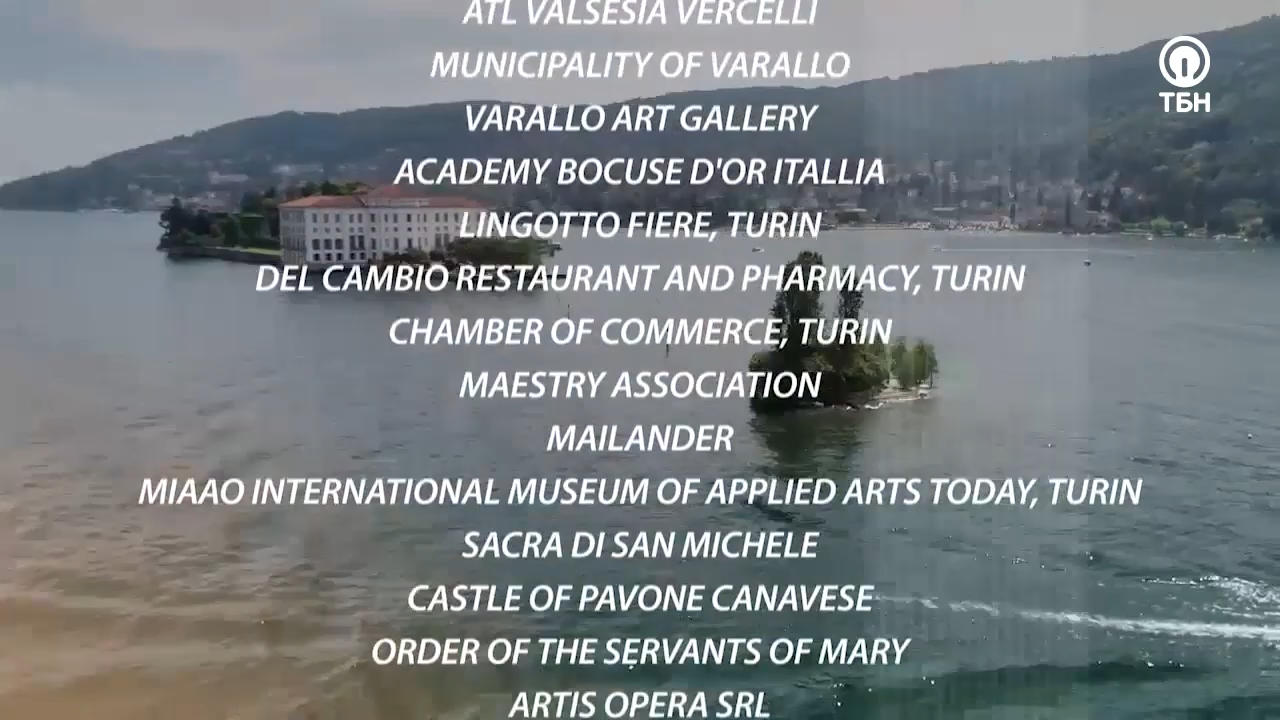 ATL VALSESIA VERCELLI
MUNICIPALITY OF VARALLO
ТБН
VARALLO ART GALLERY
ACADEMY BOCUSE D'OR ITALLIA
LINGOTTO FIERE, TURIN
DEL CAMBIO RESTAURANT AND PHARMACY, TURIN
CHAMBER OF COMMERCE, TURIN
MAESTRY ASSOCIATION
MAILANDER
MIAAO INTERNATIONAL MUSEUM OF APPLIED ARTS TODAY, TURIN
SACRA DI SAN MICHELE
CASTLE OF PAVONE CANAVESE
ORDER OF THE SERVANTS OF MARY
ARTIS OPERA SRL